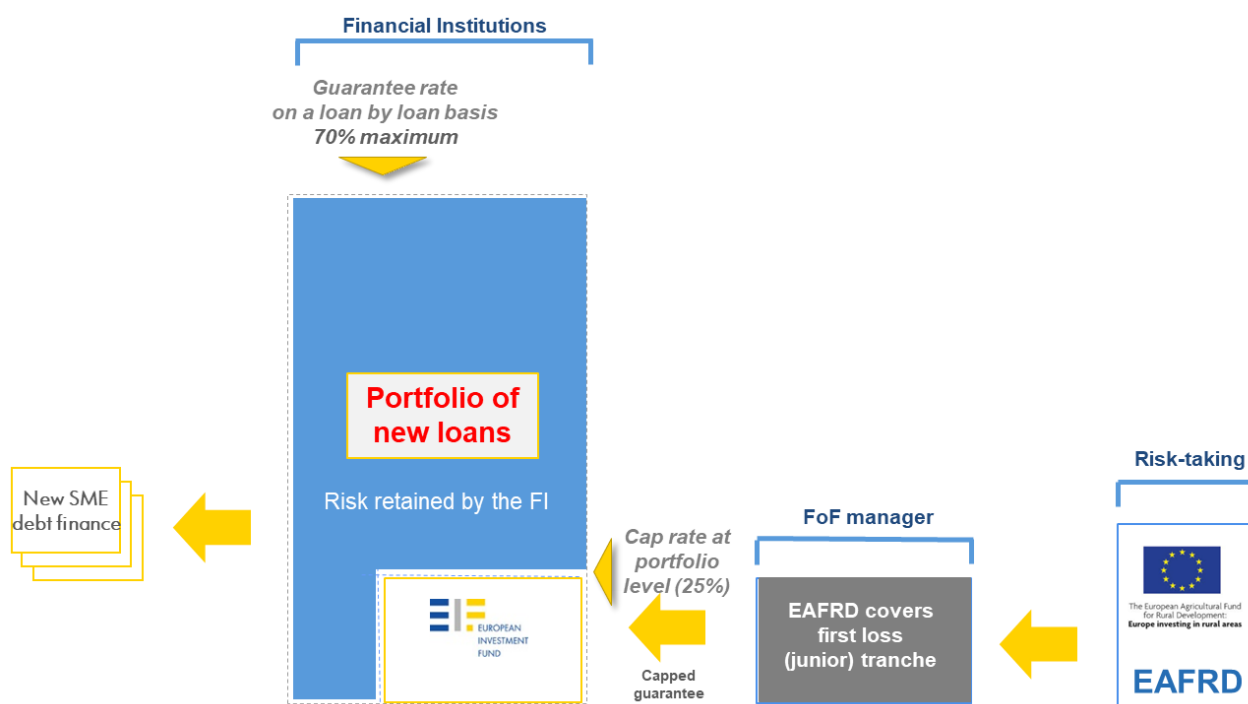 Financial Institutions
Guarantee rate
on a loan by loan basis
70% maximum
Portfolio of
new loans
Risk retained by the FI
New SME
debt finance
Cap rate at
portfolio
level (25%)
EUROPEAN
INVESTMENT
FUND
Capped
guarantee
FoF manager
EAFRD covers
first loss
(junior) tranche
Risk-taking
The European Agricultural Fund
for Rural Development:
Europe investing in rural areas
EAFRD